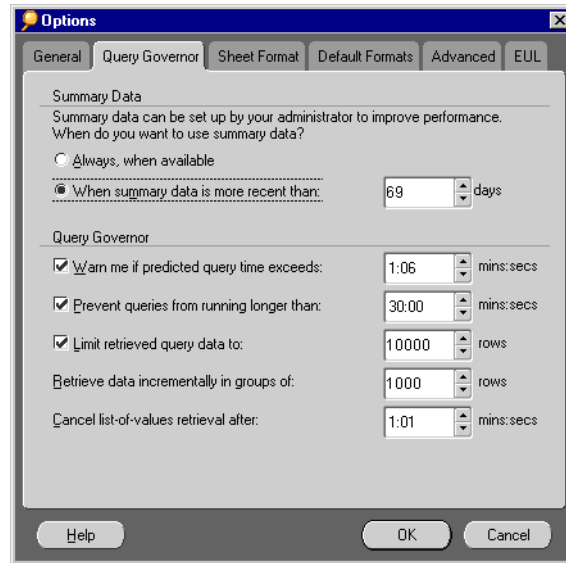 Options
General Query Governor Sheet Format Default Formats Advanced EUL
Summary Data
Summary data can be set up by your administrator to improve performance.
When do you want to use summary data?
Always, when available
When summary data is more recent than: 69 days
Query Governor
Warn me if predicted query time exceeds: 1:06 mins:secs
Prevent queries from running longer than: 30:00 mins:secs
Limit retrieved query data to: 10000 rows
Retrieve data incrementally in groups of: 1000 rows
Cancel list-of-values retrieval after: 1:01 mins:secs
Help OK Cancel